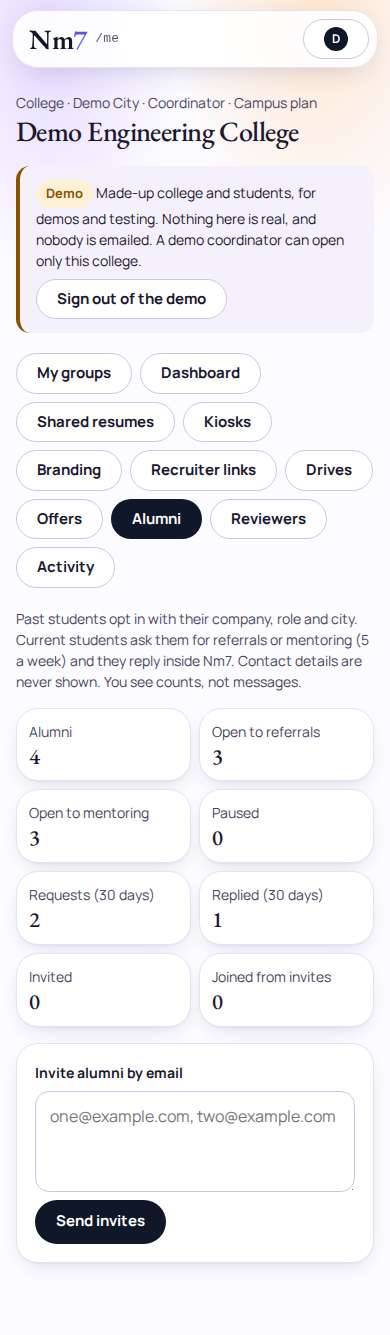 Nm7 /me
D
College · Demo City · Coordinator · Campus plan
Demo Engineering College
Demo Made-up college and students, for
demos and testing. Nothing here is real, and
nobody is emailed. A demo coordinator can open
only this college.
Sign out of the demo
My groups Dashboard
Shared resumes Kiosks
Branding Recruiter links Drives
Offers Alumni Reviewers
Activity
Past students opt in with their company, role and city.
Current students ask them for referrals or mentoring (5
a week) and they reply inside Nm7. Contact details are
never shown. You see counts, not messages.
Alumni
4
Open to referrals
3
Open to mentoring
3
Paused
0
Requests (30 days)
2
Replied (30 days)
1
Invited
0
Joined from invites
0
Invite alumni by email
one@example.com, two@example.com
Send invites